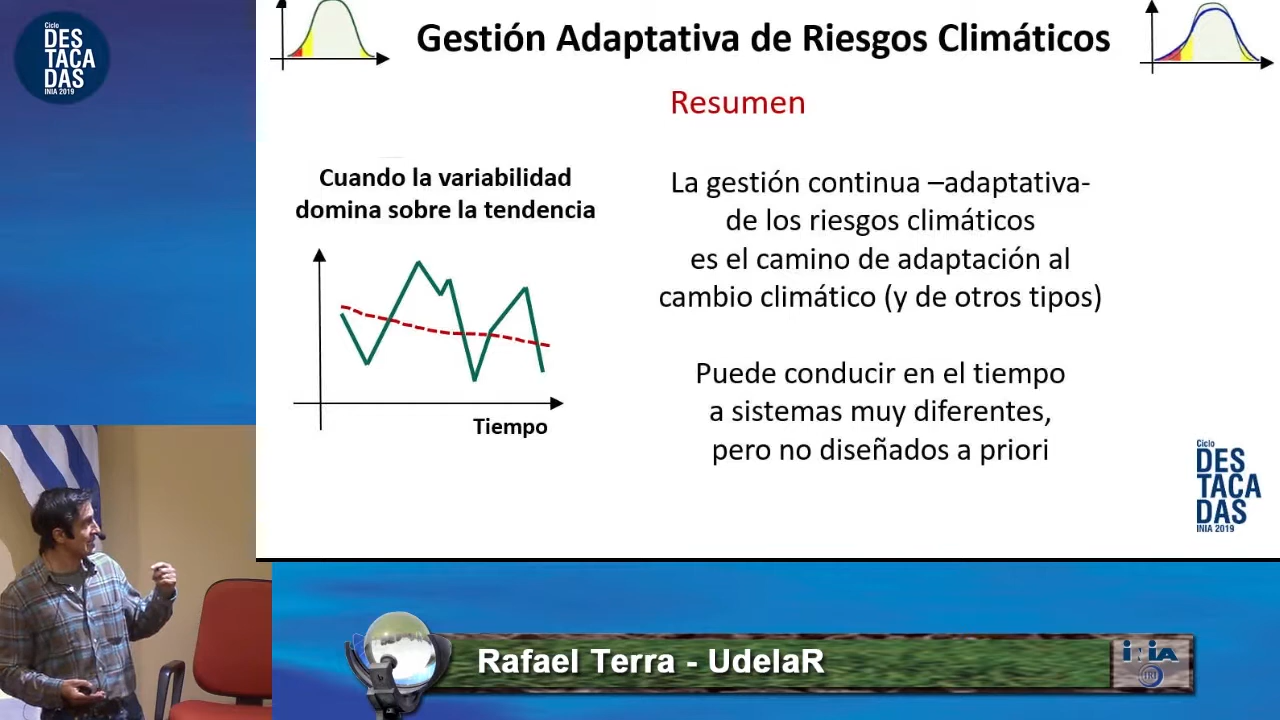 Ciclo
DES
TACA
DAS
INIA 2019
Gestión Adaptativa de Riesgos Climáticos
Resumen
Cuando la variabilidad
domina sobre la tendencia
Tiempo
La gestión continua –adaptativa-
de los riesgos climáticos
es el camino de adaptación al
cambio climático (y de otros tipos)
Puede conducir en el tiempo
a sistemas muy diferentes,
pero no diseñados a priori
Ciclo
DES
TACA
DAS
INIA 2019
Rafael Terra - UdelaR
iNiA